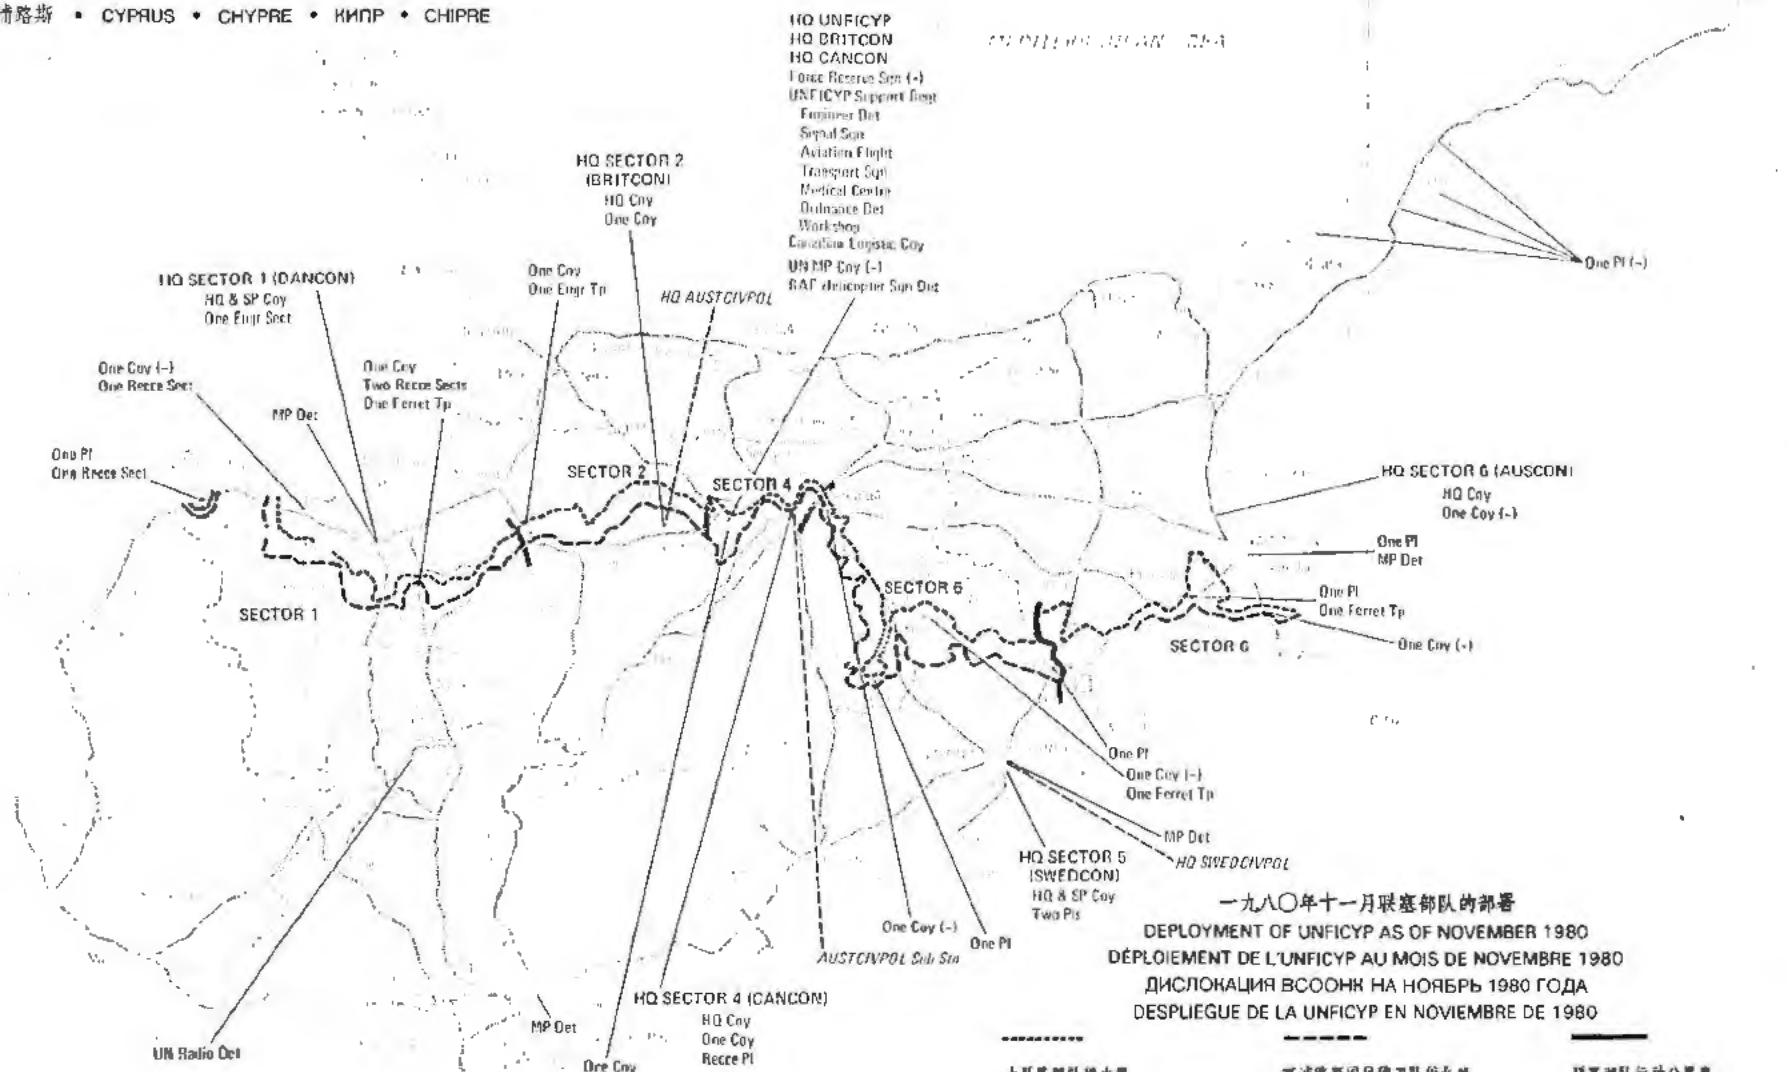 • CYPRUS • CHYPRE • КИПР • CHIPRE
HQ UNFICYP
HQ BRITCON
HQ CANCON
Force Reserve Sqn (-)
UNFICYP Support Regt
Engineer Det
Signal Sqn
Aviation Flight
Transport Sqn
Medical Centre
Ordnance Det
Workshop
Canadian Logistic Coy
UN MP Coy (-)
RAF Helicopter Sqn Det
HQ SECTOR 2
(BRITCON)
HQ Coy
One Coy
HQ SECTOR 1 (DANCON)
HQ & SP Coy
One Engr Sect
One Coy
One Engr Tp
HQ AUSTCIVPOL
One Pl (-)
One Coy (-)
One Recce Sect
One Coy
Two Recce Sects
One Ferret Tp
MP Det
One Pl
One Recce Sect
SECTOR 2
SECTOR 4
HQ SECTOR 6 (AUSCON)
HQ Coy
One Coy (-)
One Pl
MP Det
SECTOR 1
SECTOR 5
One Pl
One Ferret Tp
SECTOR 6
One Coy (-)
One Pl
One Coy (-)
One Ferret Tp
MP Det
HQ SWEDCIVPOL
HQ SECTOR 5
(SWEDCON)
HQ & SP Coy
Two Pls
One Coy (-)
One Pl
AUSTCIVPOL Sub Stn
HQ SECTOR 4 (CANCON)
HQ Coy
One Coy
Recce Pl
MP Det
UN Radio Det
One Coy
一九八〇年十一月联塞部队的部署
DEPLOYMENT OF UNFICYP AS OF NOVEMBER 1980
DÉPLOIEMENT DE L'UNFICYP AU MOIS DE NOVEMBRE 1980
ДИСЛОКАЦИЯ ВСООНК НА НОЯБРЬ 1980 ГОДА
DESPLIEGUE DE LA UNFICYP EN NOVIEMBRE DE 1980